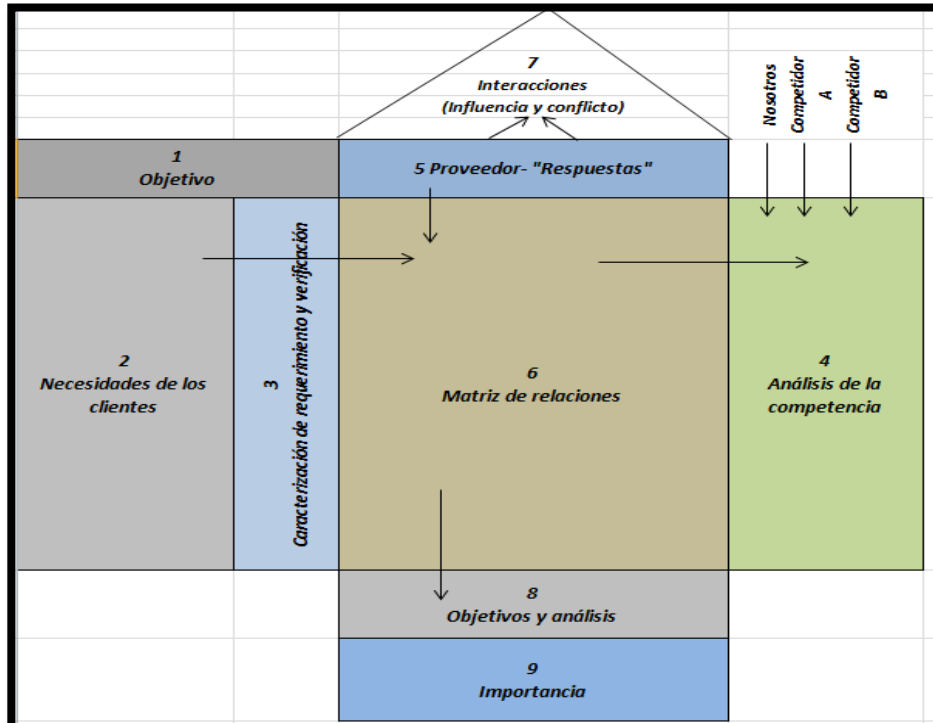 7
Interacciones
(Influencia y conflicto)
Nosotros
Competidor
A
Competidor
B
1
Objetivo
5 Proveedor- "Respuestas"
2
Necesidades de los
clientes
3
Caracterización de requerimiento y verificación
6
Matriz de relaciones
4
Análisis de la
competencia
8
Objetivos y análisis
9
Importancia